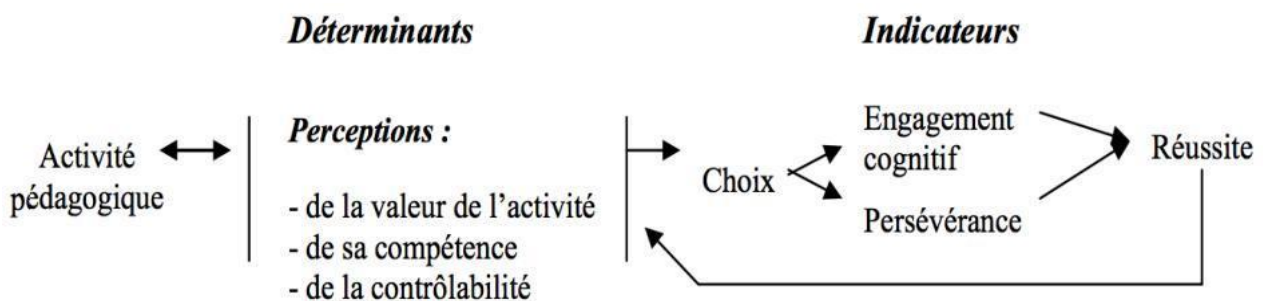 Déterminants
Indicateurs
Activité
pédagogique
Perceptions :
- de la valeur de l’activité
- de sa compétence
- de la contrôlabilité
Choix
Engagement
cognitif
Persévérance
Réussite